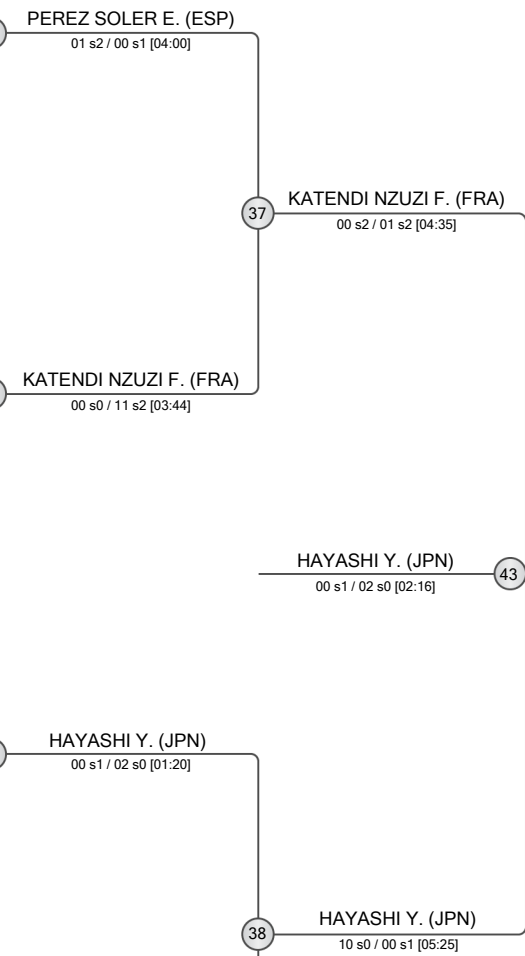 PEREZ SOLER E. (ESP)
01 s2 / 00 s1 [04:00]
37
KATENDI NZUZI F. (FRA)
00 s2 / 01 s2 [04:35]
KATENDI NZUZI F. (FRA)
00 s0 / 11 s2 [03:44]
HAYASHI Y. (JPN)
00 s1 / 02 s0 [02:16]
43
HAYASHI Y. (JPN)
00 s1 / 02 s0 [01:20]
38
HAYASHI Y. (JPN)
10 s0 / 00 s1 [05:25]